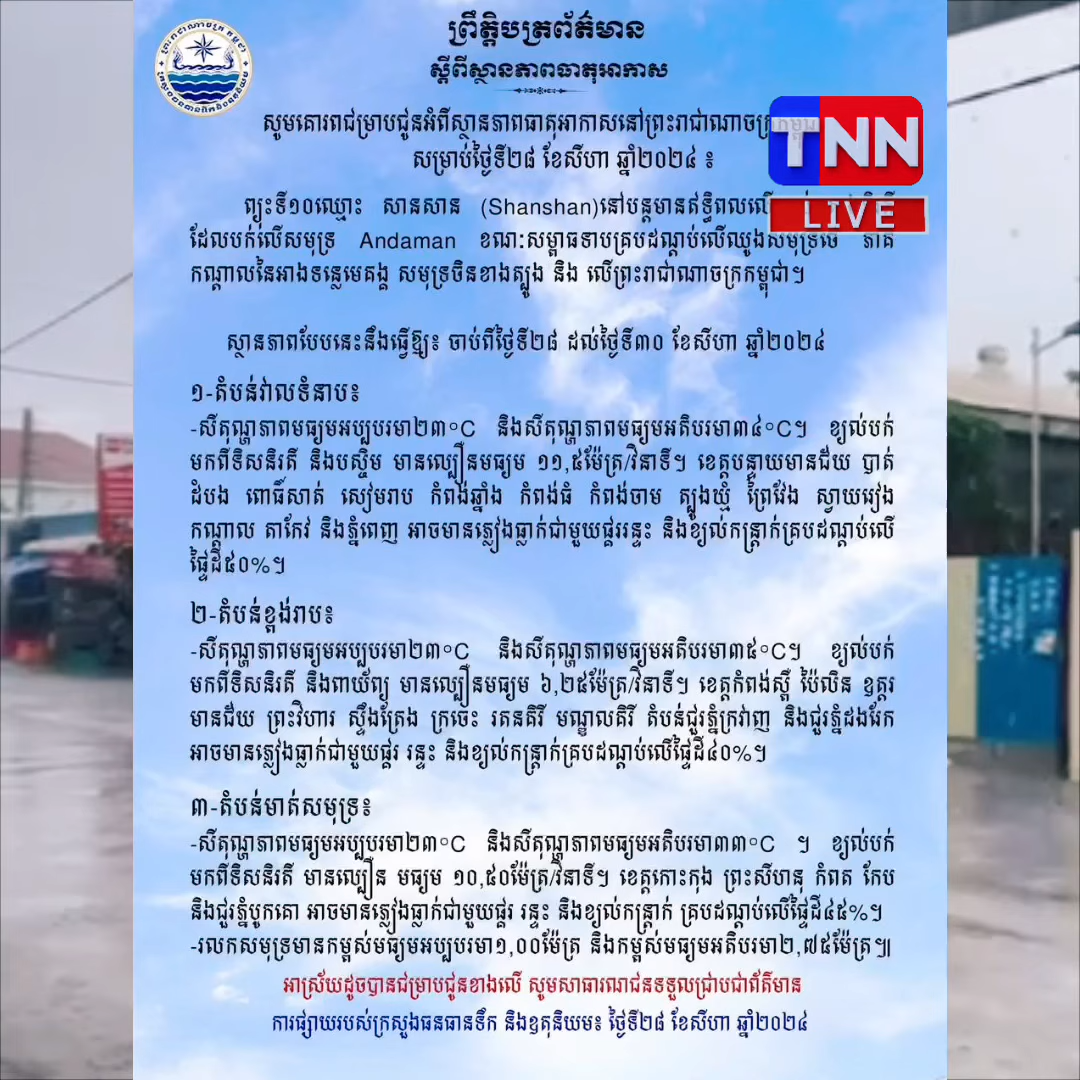 ព្រឹត្តិបត្រព័ត៌មាន
ស្តីពីស្ថានភាពធាតុអាកាស
សូមគោរពជម្រាបជូនអំពីស្ថានភាពធាតុអាកាសនៅព្រះរាជាណាចក្រកម្ពុជា
សម្រាប់ថ្ងៃទី២៨ ខែសីហា ឆ្នាំ២០២៤ ៖
TNN
LIVE
ព្យុះទី១០ឈ្មោះ សានសាន (Shanshan)នៅបន្តមានឥទ្ធិពលលើ
ដែលបក់លើសមុទ្រ Andaman ខណៈសម្ពាធទាបគ្របដណ្តប់លើឈូងសមុទ្រថៃ ភាគ
កណ្តាលនៃអាងទន្លេមេគង្គ សមុទ្រចិនខាងត្បូង និង លើព្រះរាជាណាចក្រកម្ពុជា។
ស្ថានភាពបែបនេះនឹងធ្វើឱ្យ៖ ចាប់ពីថ្ងៃទី២៨ ដល់ថ្ងៃទី៣០ ខែសីហា ឆ្នាំ២០២៤
១-តំបន់វាលទំនាប៖
-សីតុណ្ហភាពមធ្យមអប្បបរមា២៣°C និងសីតុណ្ហភាពមធ្យមអតិបរមា៣៤°C។ ខ្យល់បក់
មកពីទិសនិរតី និងបស្ចិម មានល្បឿនមធ្យម ១១,៥ម៉ែត្រ/វិនាទី។ ខេត្តបន្ទាយមានជ័យ បាត់
ដំបង ពោធិ៍សាត់ សៀមរាប កំពង់ឆ្នាំង កំពង់ធំ កំពង់ចាម ត្បូងឃ្មុំ ព្រៃវែង ស្វាយរៀង
កណ្តាល តាកែវ និងភ្នំពេញ អាចមានភ្លៀងធ្លាក់ជាមួយផ្គររន្ទះ និងខ្យល់កន្ត្រាក់គ្របដណ្តប់លើ
ផ្ទៃដី៥០%។
២-តំបន់ខ្ពង់រាប៖
-សីតុណ្ហភាពមធ្យមអប្បបរមា២៣°C និងសីតុណ្ហភាពមធ្យមអតិបរមា៣៥°C។ ខ្យល់បក់
មកពីទិសនិរតី និងពាយ័ព្យ មានល្បឿនមធ្យម ៦,២៥ម៉ែត្រ/វិនាទី។ ខេត្តកំពង់ស្ពឺ ប៉ៃលិន ឧត្តរ
មានជ័យ ព្រះវិហារ ស្ទឹងត្រែង ក្រចេះ រតនគិរី មណ្ឌលគិរី តំបន់ជួរភ្នំក្រវាញ និងជួរភ្នំដងរែក
អាចមានភ្លៀងធ្លាក់ជាមួយផ្គរ រន្ទះ និងខ្យល់កន្ត្រាក់គ្របដណ្តប់លើផ្ទៃដី៤០%។
៣-តំបន់មាត់សមុទ្រ៖
-សីតុណ្ហភាពមធ្យមអប្បបរមា២៣°C និងសីតុណ្ហភាពមធ្យមអតិបរមា៣៣°C ។ ខ្យល់បក់
មកពីទិសនិរតី មានល្បឿន មធ្យម ១០,៥០ម៉ែត្រ/វិនាទី។ ខេត្តកោះកុង ព្រះសីហនុ កំពត កែប
និងជួរភ្នំបូកគោ អាចមានភ្លៀងធ្លាក់ជាមួយផ្គរ រន្ទះ និងខ្យល់កន្ត្រាក់ គ្របដណ្តប់លើផ្ទៃដី៤៥%។
-រលកសមុទ្រមានកម្ពស់មធ្យមអប្បបរមា១,០០ម៉ែត្រ និងកម្ពស់មធ្យមអតិបរមា២,៧៥ម៉ែត្រ៕
អាស្រ័យដូចបានជម្រាបជូនខាងលើ សូមសាធារណជនទទួលជ្រាបជាព័ត៌មាន
ការផ្សាយរបស់ក្រសួងធនធានទឹក និងឧតុនិយម៖ ថ្ងៃទី២៨ ខែសីហា ឆ្នាំ២០២៤